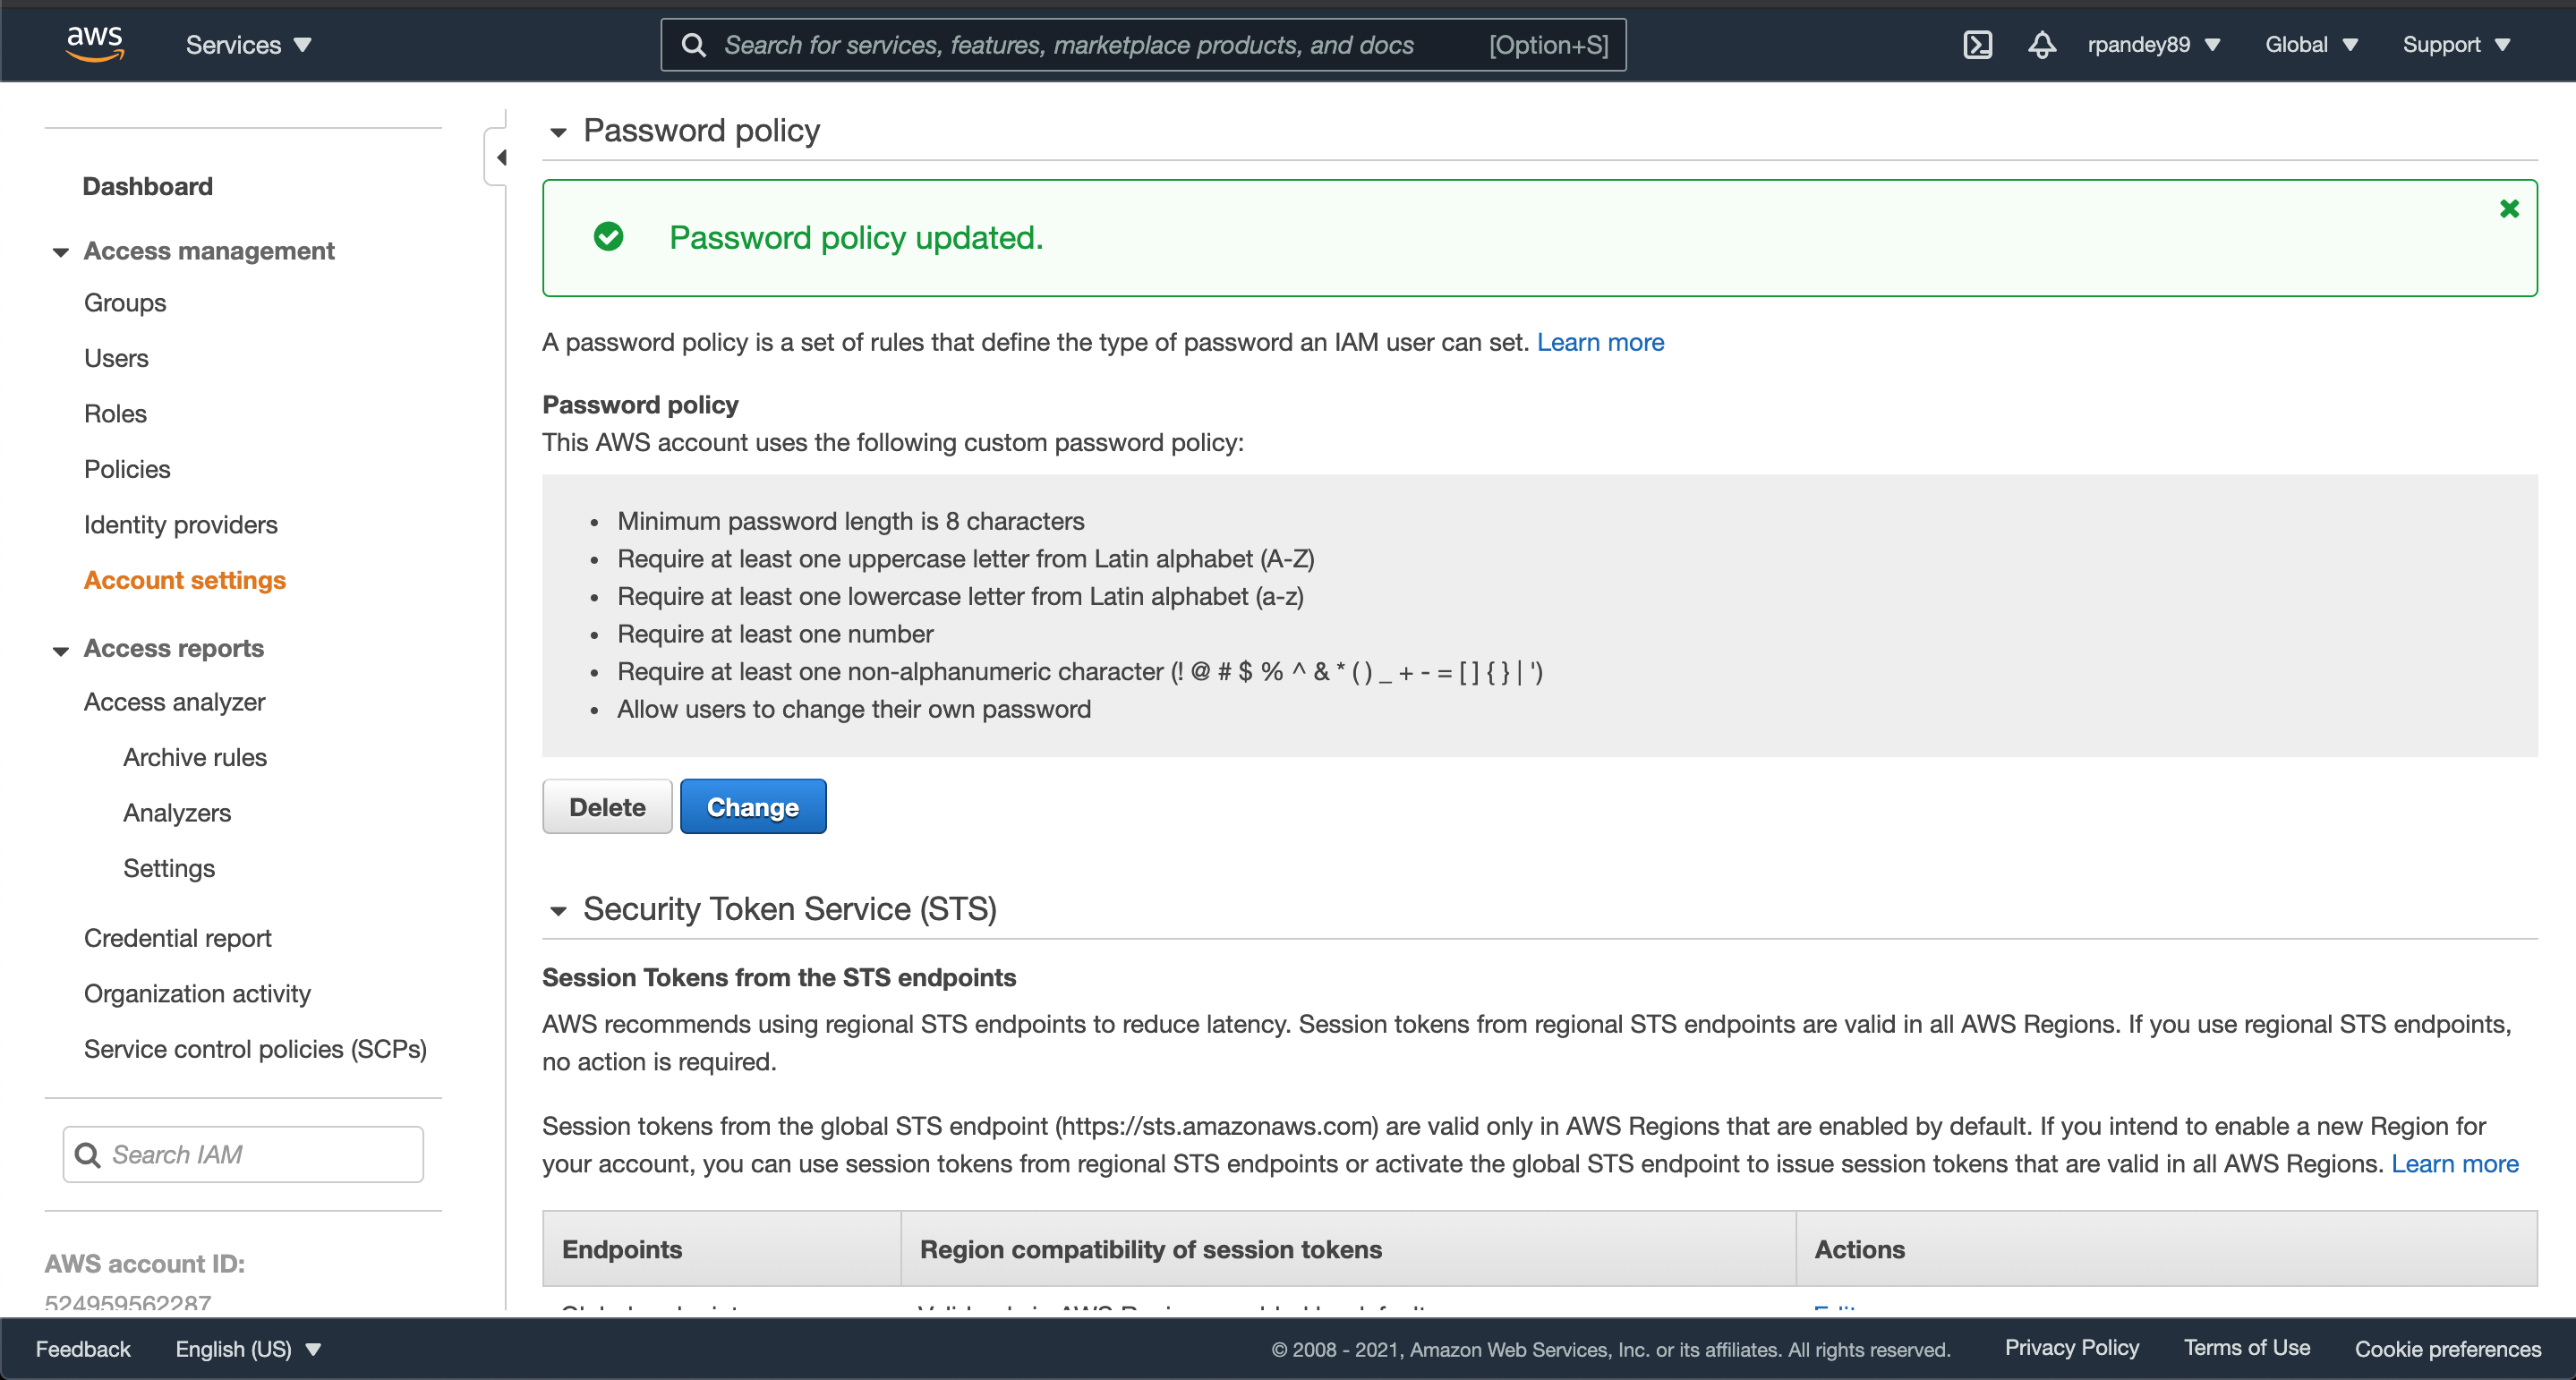 aws
Services
Search for services, features, marketplace products, and docs [Option+S]
rpandey89
Global
Support
Dashboard
Access management
Groups
Users
Roles
Policies
Identity providers
Account settings
Access reports
Access analyzer
Archive rules
Analyzers
Settings
Credential report
Organization activity
Service control policies (SCPs)
Search IAM
AWS account ID:
524959562287
Password policy
Password policy updated.
A password policy is a set of rules that define the type of password an IAM user can set. Learn more
Password policy
This AWS account uses the following custom password policy:
• Minimum password length is 8 characters
• Require at least one uppercase letter from Latin alphabet (A-Z)
• Require at least one lowercase letter from Latin alphabet (a-z)
• Require at least one number
• Require at least one non-alphanumeric character (! @ # $ % ^ & * ( ) _ + - = [ ] { } | ')
• Allow users to change their own password
Delete
Change
Security Token Service (STS)
Session Tokens from the STS endpoints
AWS recommends using regional STS endpoints to reduce latency. Session tokens from regional STS endpoints are valid in all AWS Regions. If you use regional STS endpoints,
no action is required.
Session tokens from the global STS endpoint (https://sts.amazonaws.com) are valid only in AWS Regions that are enabled by default. If you intend to enable a new Region for
your account, you can use session tokens from regional STS endpoints or activate the global STS endpoint to issue session tokens that are valid in all AWS Regions. Learn more
Endpoints
Region compatibility of session tokens
Actions
Feedback
English (US)
© 2008 - 2021, Amazon Web Services, Inc. or its affiliates. All rights reserved.
Privacy Policy
Terms of Use
Cookie preferences